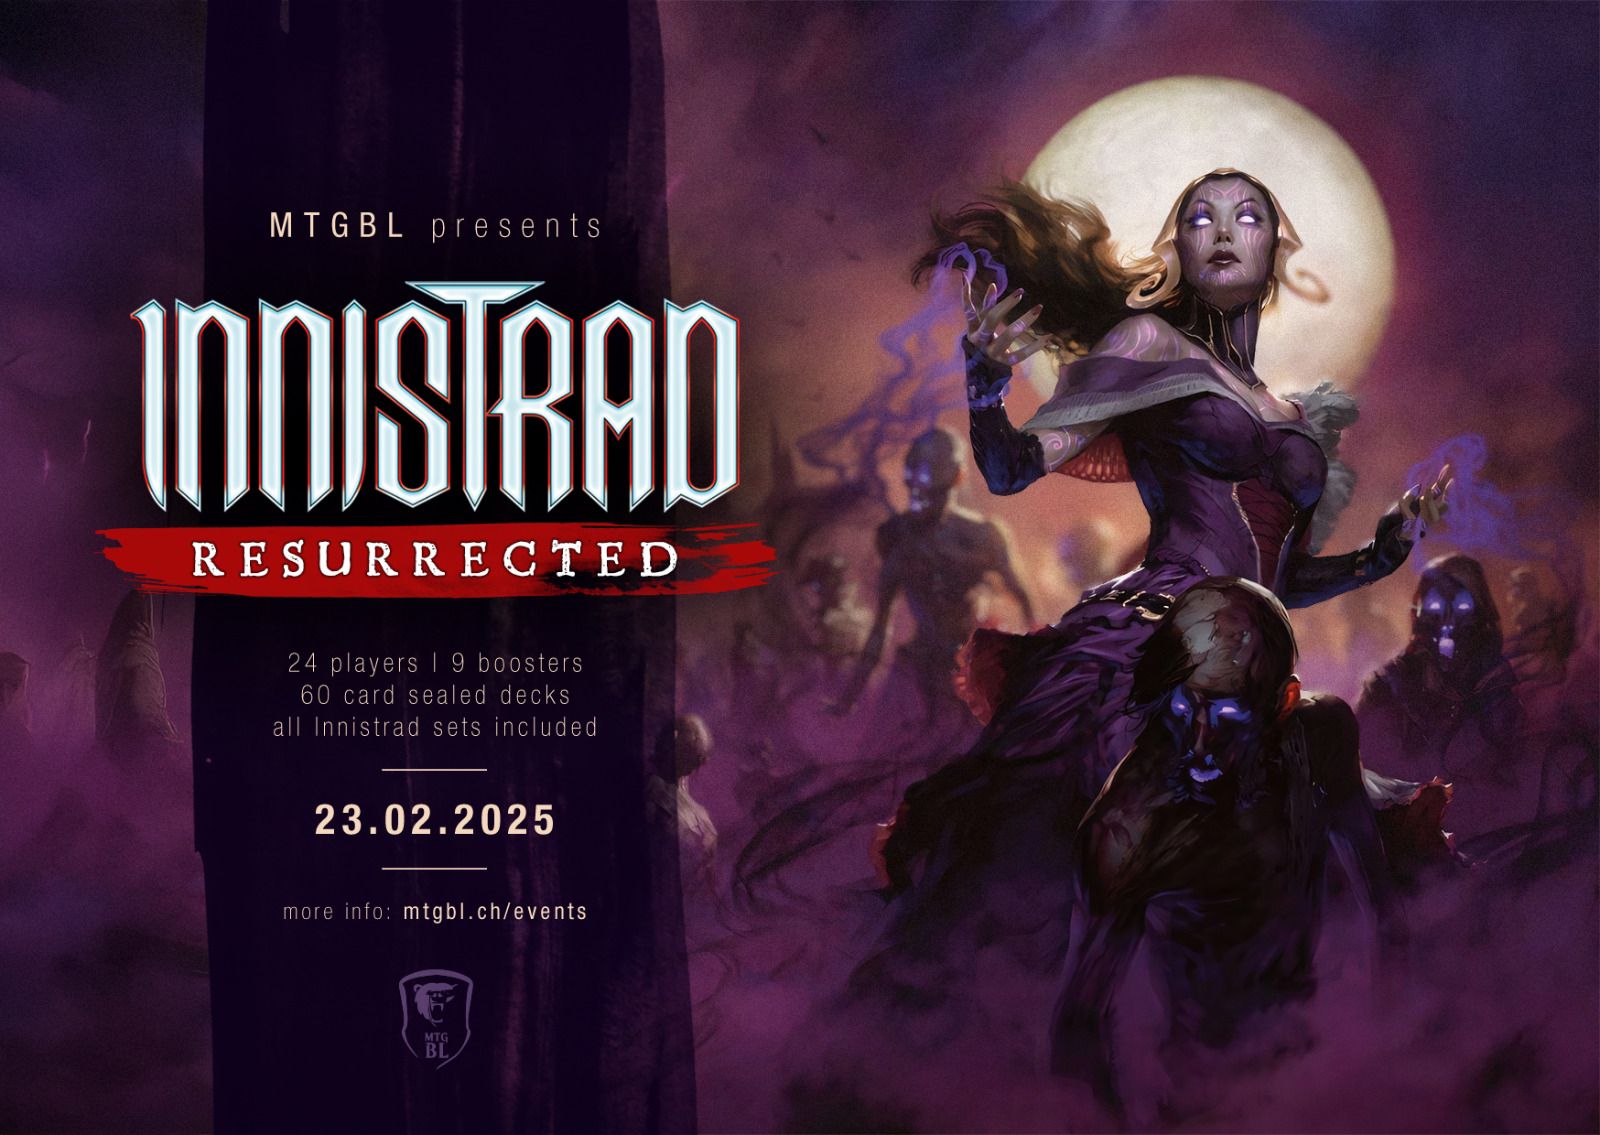 MTGBL presents
INNISTRAD
RESURRECTED
24 players | 9 boosters
60 card sealed decks
all Innistrad sets included
23.02.2025
more info: mtgbl.ch/events
MTG
BL